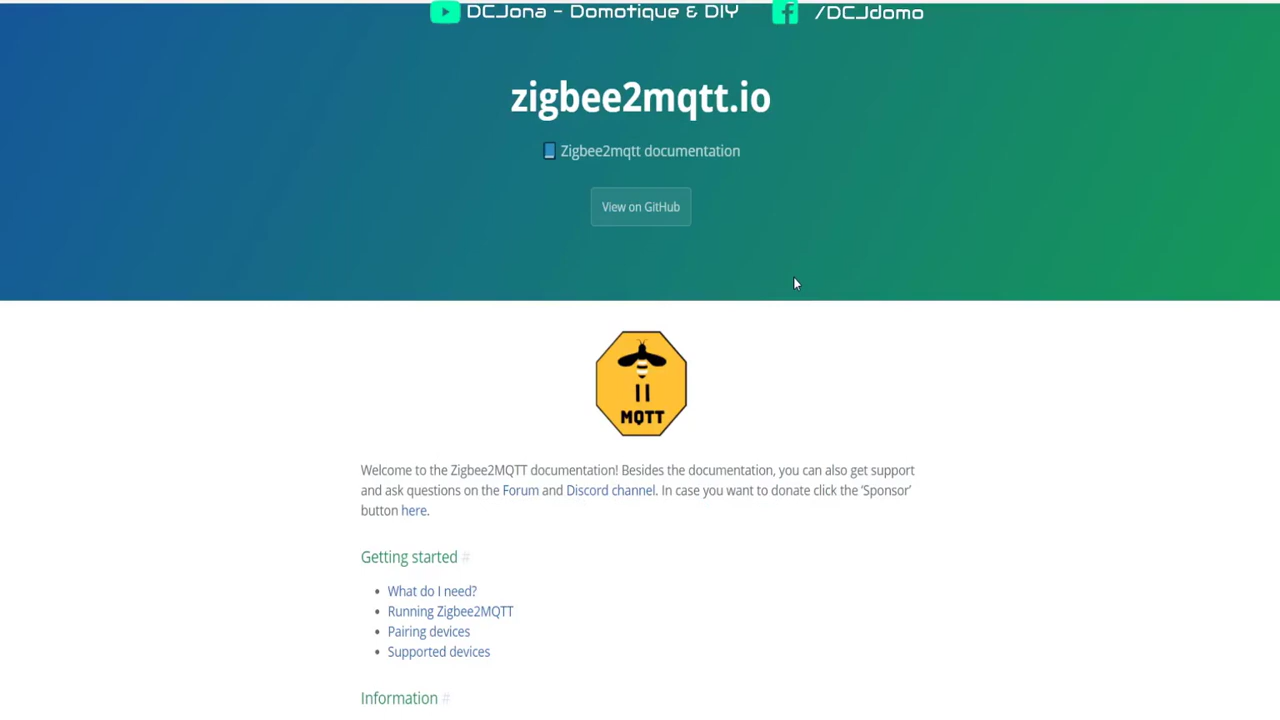 DCJona - Domotique & DIY /DCJdomo
zigbee2mqtt.io
Zigbee2mqtt documentation
View on GitHub
MQTT
Welcome to the Zigbee2MQTT documentation! Besides the documentation, you can also get support
and ask questions on the Forum and Discord channel. In case you want to donate click the ‘Sponsor’
button here.
Getting started #
• What do I need?
• Running Zigbee2MQTT
• Pairing devices
• Supported devices
Information #